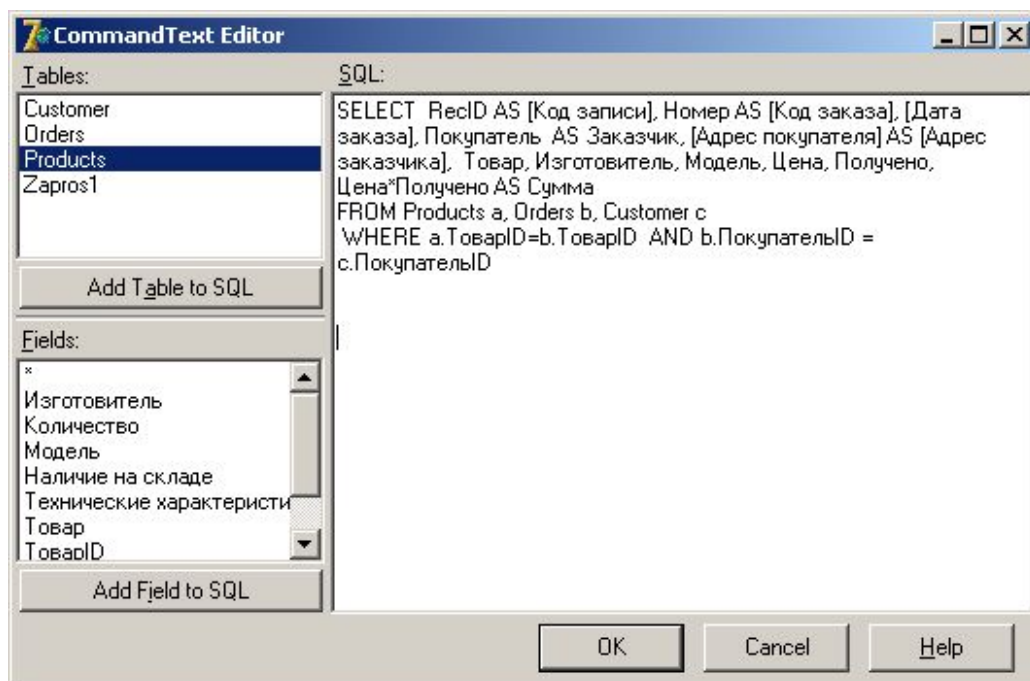 CommandText Editor
Tables:
Customer
Orders
Products
Zapros1
Add Table to SQL
Fields:
*
Изготовитель
Количество
Модель
Наличие на складе
Технические характеристи
Товар
ТоварID
Add Field to SQL
SQL:
SELECT RecID AS [Код записи], Номер AS [Код заказа], [Дата
заказа], Покупатель AS Заказчик, [Адрес покупателя] AS [Адрес
заказчика], Товар, Изготовитель, Модель, Цена, Получено,
Цена*Получено AS Сумма
FROM Products a, Orders b, Customer c
WHERE a.ТоварID=b.ТоварID AND b.ПокупательID =
c.ПокупательID
OK
Cancel
Help